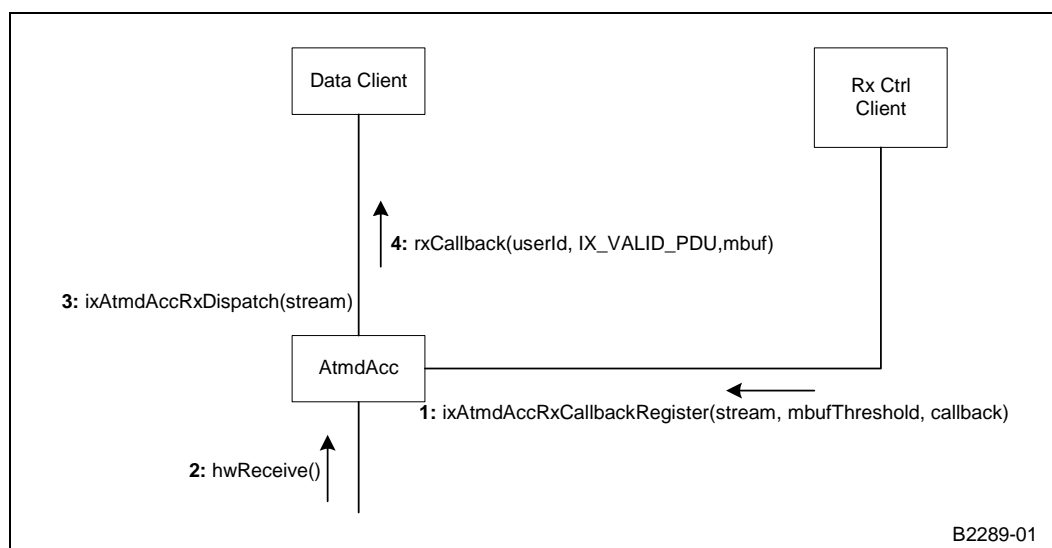 Data Client
Rx Ctrl
Client
4: rxCallback(userId, IX_VALID_PDU,mbuf)
3: ixAtmdAccRxDispatch(stream)
AtmdAcc
1: ixAtmdAccRxCallbackRegister(stream, mbufThreshold, callback)
2: hwReceive()
B2289-01